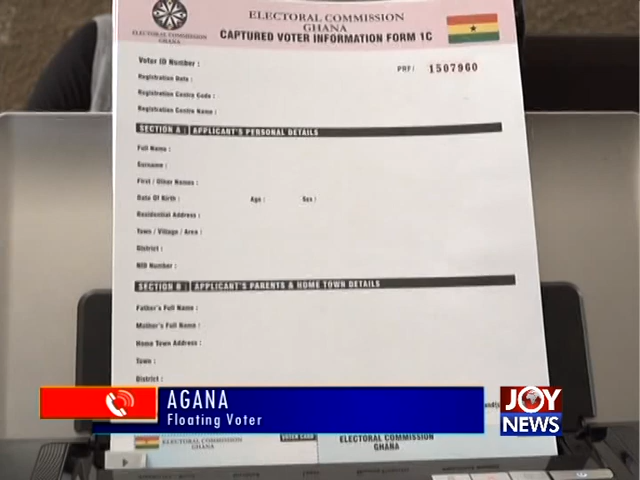 ELECTORAL COMMISSION
GHANA
CAPTURED VOTER INFORMATION FORM 1C
ELECTORAL COMMISSION
GHANA
Voter ID Number :
PRF: 1507960
Registration Date :
Registration Centre Code :
Registration Centre Name :
SECTION A : APPLICANT'S PERSONAL DETAILS
Full Name :
Surname :
First / Other Names :
Date Of Birth : Age : Sex :
Residential Address :
Town / Village / Area :
District :
NID Number :
SECTION B : APPLICANT'S PARENTS & HOME TOWN DETAILS
Father's Full Name :
Mother's Full Name :
Home Town Address :
Town :
District :
AGANA
Floating Voter
JOY
NEWS
ELECTORAL COMMISSION
GHANA
VOTER CARD
ELECTORAL COMMISSION
GHANA